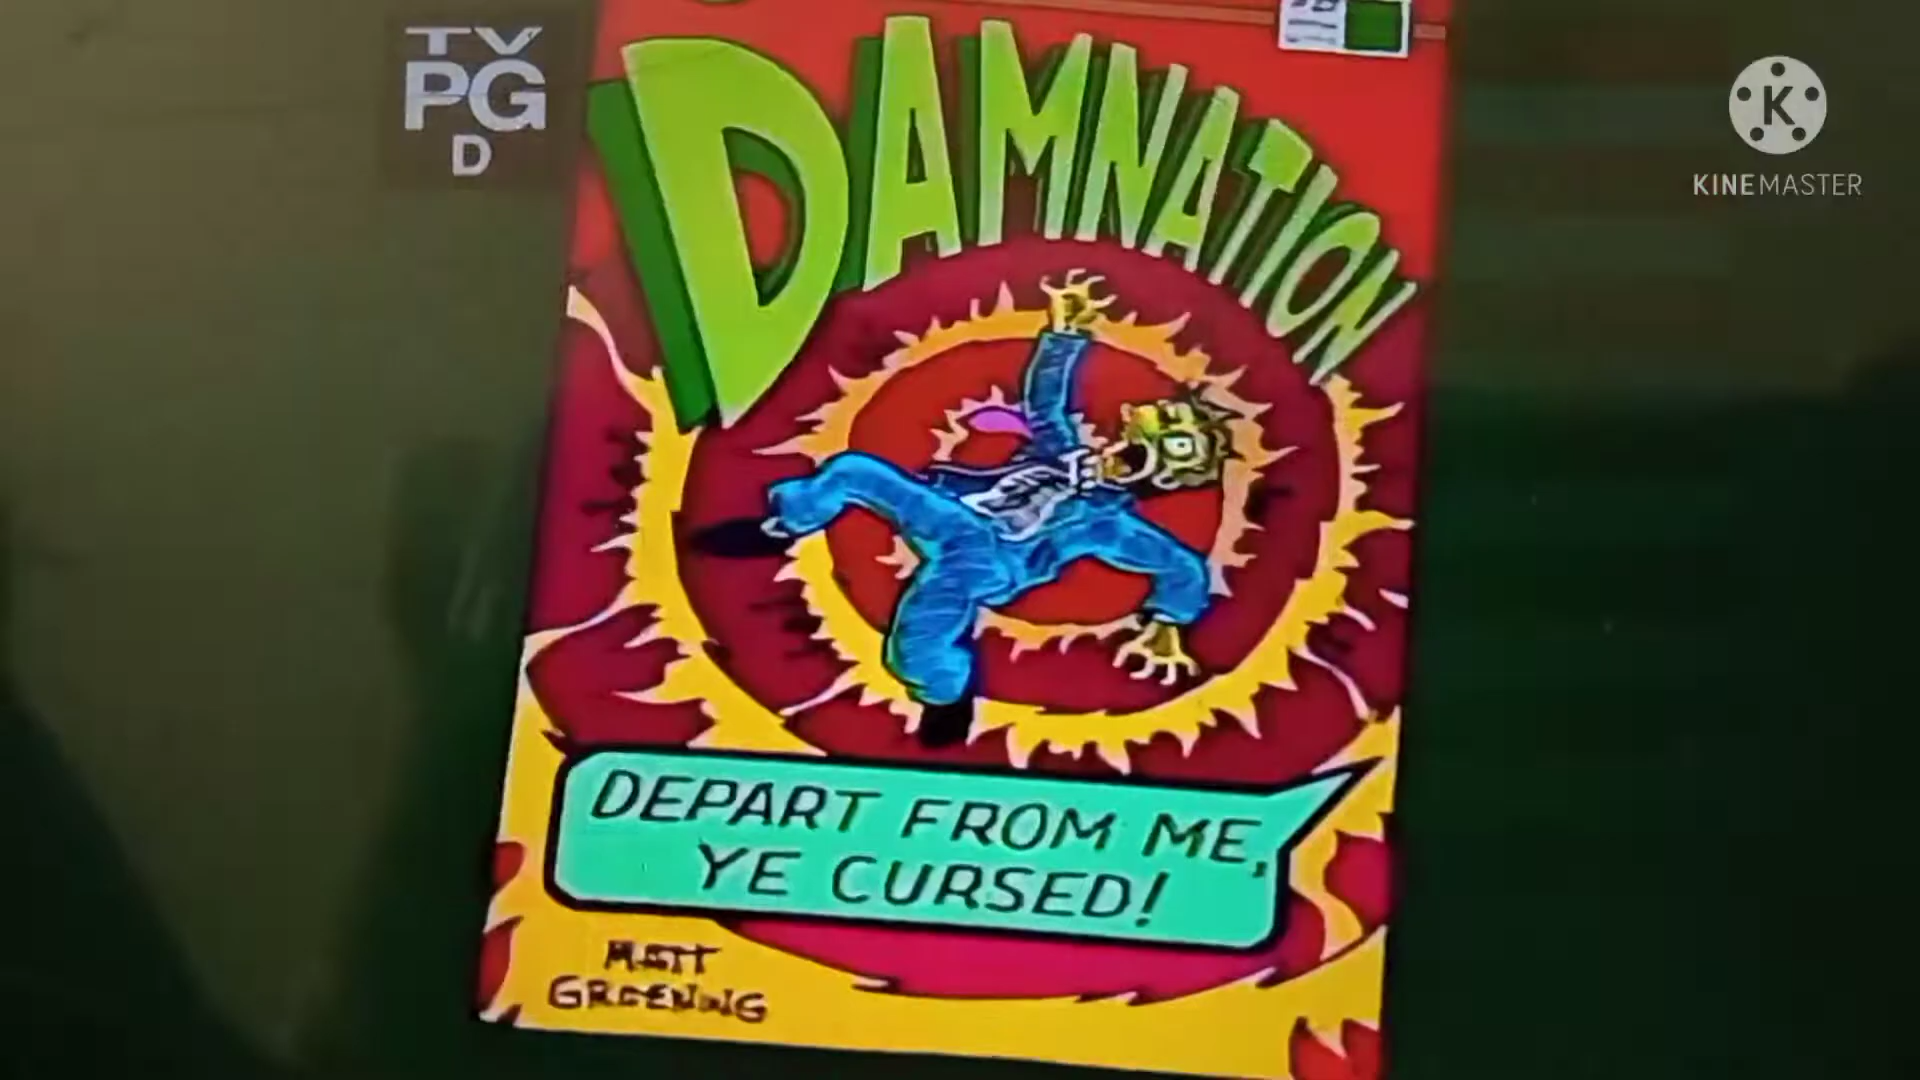 TV
PG
D
DAMNATION
K
KINEMASTER
DEPART FROM ME,
YE CURSED!
MATT
GROENING